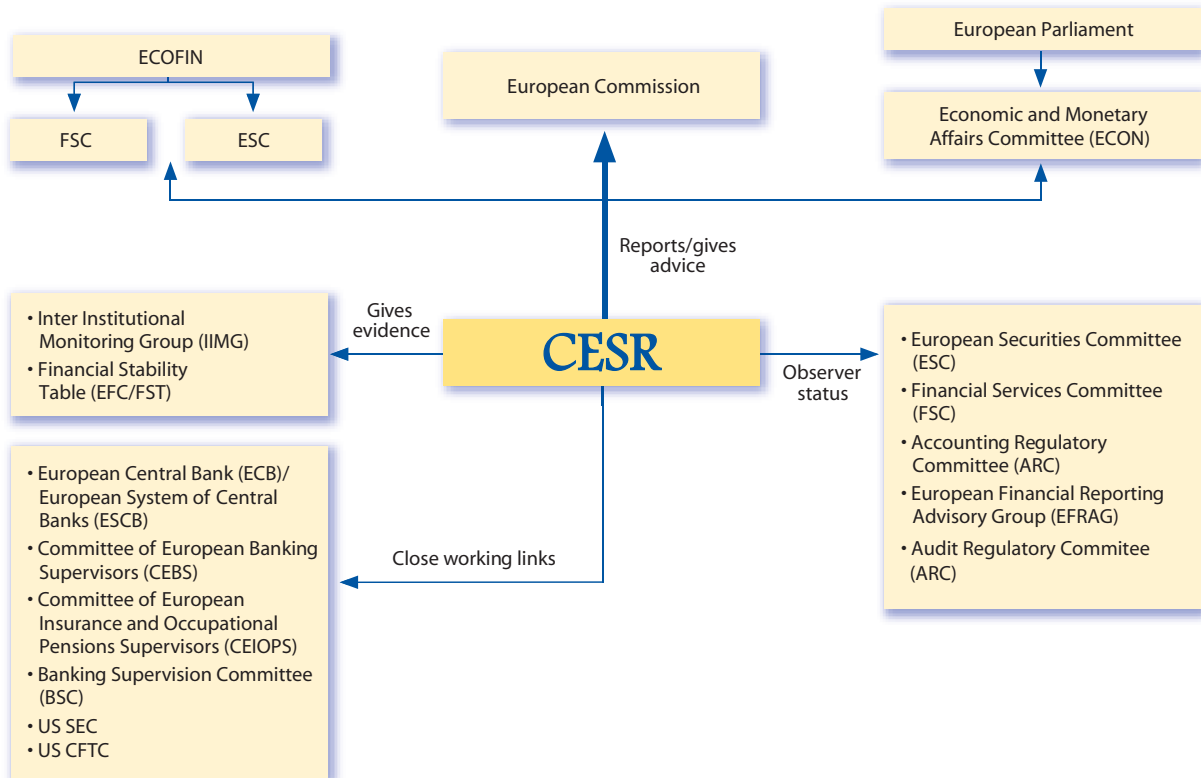 ECOFIN
FSC
ESC
European Commission
European Parliament
Economic and Monetary
Affairs Committee (ECON)
Reports/gives
advice
• Inter Institutional
Monitoring Group (IIMG)
• Financial Stability
Table (EFC/FST)
Gives
evidence
CESR
Observer
status
• European Securities Committee
(ESC)
• Financial Services Committee
(FSC)
• Accounting Regulatory
Committee (ARC)
• European Financial Reporting
Advisory Group (EFRAG)
• Audit Regulatory Commitee
(ARC)
• European Central Bank (ECB)/
European System of Central
Banks (ESCB)
• Committee of European Banking
Supervisors (CEBS)
• Committee of European
Insurance and Occupational
Pensions Supervisors (CEIOPS)
• Banking Supervision Committee
(BSC)
• US SEC
• US CFTC
Close working links